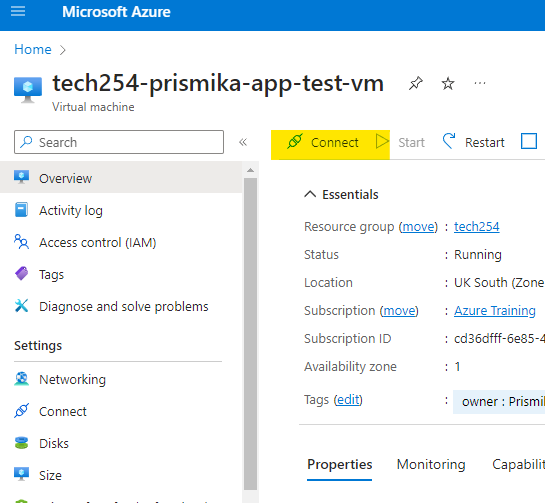 Microsoft Azure
Home >
tech254-prismika-app-test-vm ...
Virtual machine
Search «
Connect Start Restart
Overview
Activity log
Access control (IAM)
Tags
Diagnose and solve problems
Settings
Networking
Connect
Disks
Size
Essentials
Resource group (move) : tech254
Status : Running
Location : UK South (Zone
Subscription (move) : Azure Training
Subscription ID : cd36dfff-6e85-4
Availability zone : 1
Tags (edit) : owner : Prismik
Properties Monitoring Capabilit